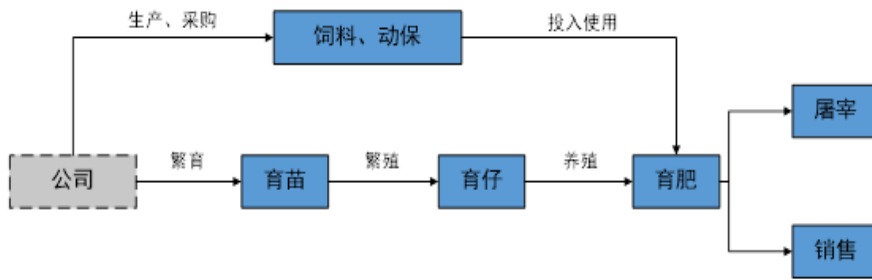 生产、采购
饲料、动保
投入使用
屠宰
公司
繁育
育苗
繁殖
育仔
养殖
育肥
销售